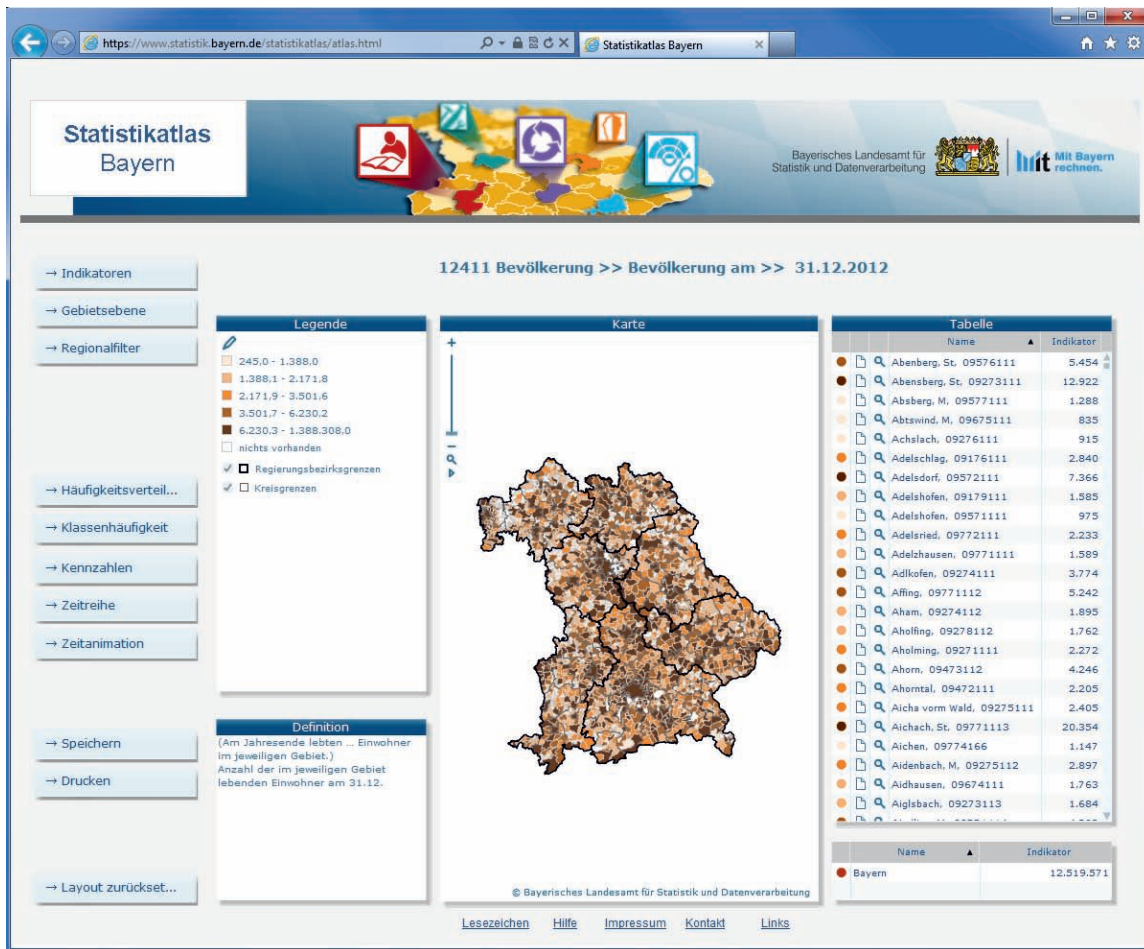 https://www.statistik.bayern.de/statistikatlas/atlas.html
Statistikatlas Bayern
Statistikatlas
Bayern
Bayerisches Landesamt für
Statistik und Datenverarbeitung
Mit Bayern
rechnen.
→ Indikatoren
→ Gebietsebene
→ Regionalfilter
→ Häufigkeitsverteil...
→ Klassenhäufigkeit
→ Kennzahlen
→ Zeitreihe
→ Zeitanimation
→ Speichern
→ Drucken
→ Layout zurückset...
12411 Bevölkerung >> Bevölkerung am >> 31.12.2012
Legende
245,0 - 1.388,0
1.388,1 - 2.171,8
2.171,9 - 3.501,6
3.501,7 - 6.230,2
6.230,3 - 1.388.308,0
nichts vorhanden
Regierungsbezirksgrenzen
Kreisgrenzen
Definition
(Am Jahresende lebten ... Einwohner
im jeweiligen Gebiet.)
Anzahl der im jeweiligen Gebiet
lebenden Einwohner am 31.12.
Karte
© Bayerisches Landesamt für Statistik und Datenverarbeitung
Tabelle
Name Indikator
Abenberg, St, 09576111 5.454
Abensberg, St, 09273111 12.922
Absberg, M, 09577111 1.288
Abtswind, M, 09675111 835
Achslach, 09276111 915
Adelschlag, 09176111 2.840
Adelsdorf, 09572111 7.366
Adelshofen, 09179111 1.585
Adelshofen, 09571111 975
Adelsried, 09772111 2.233
Adelzhausen, 09771111 1.589
Adlkofen, 09274111 3.774
Affing, 09771112 5.242
Aham, 09274112 1.895
Aholfing, 09278112 1.762
Aholming, 09271111 2.272
Ahorn, 09473112 4.246
Ahorntal, 09472111 2.205
Aicha vorm Wald, 09275111 2.405
Aichach, St, 09771113 20.354
Aichen, 09774166 1.147
Aidenbach, M, 09275112 2.897
Aidhausen, 09674111 1.763
Aiglsbach, 09273113 1.684
Name Indikator
Bayern 12.519.571
Lesezeichen Hilfe Impressum Kontakt Links